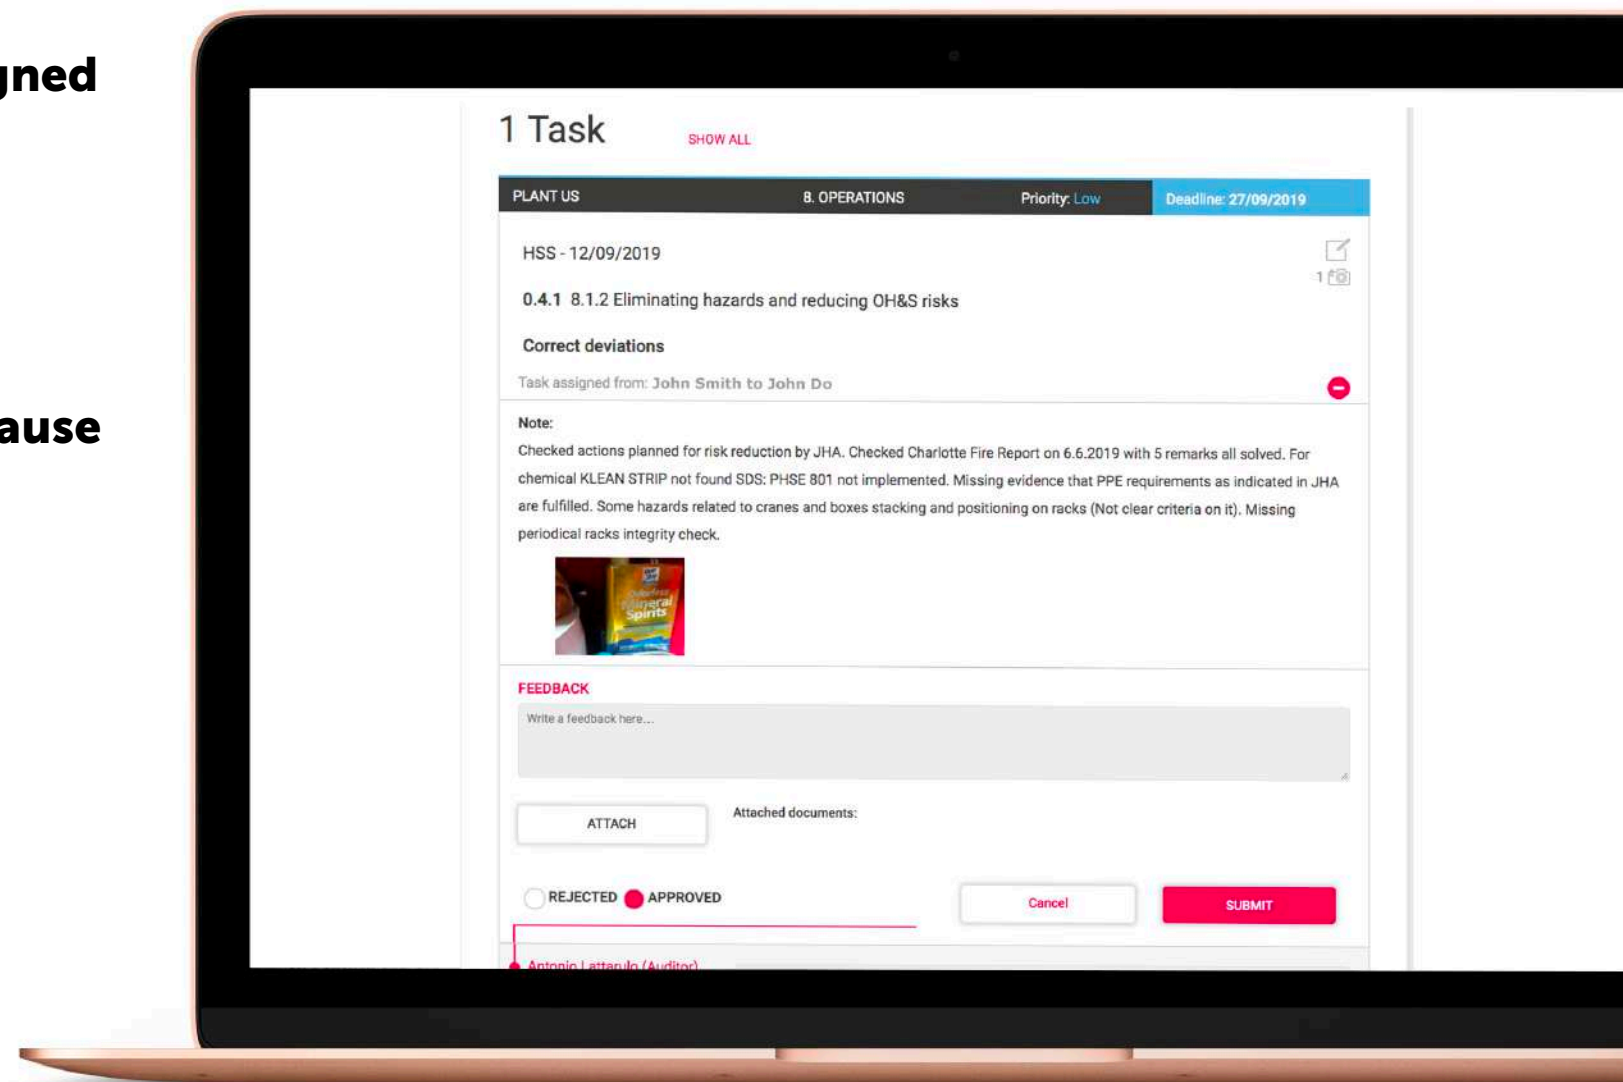 gned
ause
1 Task
SHOW ALL
PLANT US
8. OPERATIONS
Priority: Low
Deadline: 27/09/2019
HSS - 12/09/2019
1
0.4.1 8.1.2 Eliminating hazards and reducing OH&S risks
Correct deviations
Task assigned from: John Smith to John Do
Note:
Checked actions planned for risk reduction by JHA. Checked Charlotte Fire Report on 6.6.2019 with 5 remarks all solved. For
chemical KLEAN STRIP not found SDS: PHSE 801 not implemented. Missing evidence that PPE requirements as indicated in JHA
are fulfilled. Some hazards related to cranes and boxes stacking and positioning on racks (Not clear criteria on it). Missing
periodical racks integrity check.
Odorless
Mineral
Spirits
FEEDBACK
Write a feedback here...
ATTACH
Attached documents:
REJECTED
APPROVED
Cancel
SUBMIT
Antonio Lattarulo (Auditor)